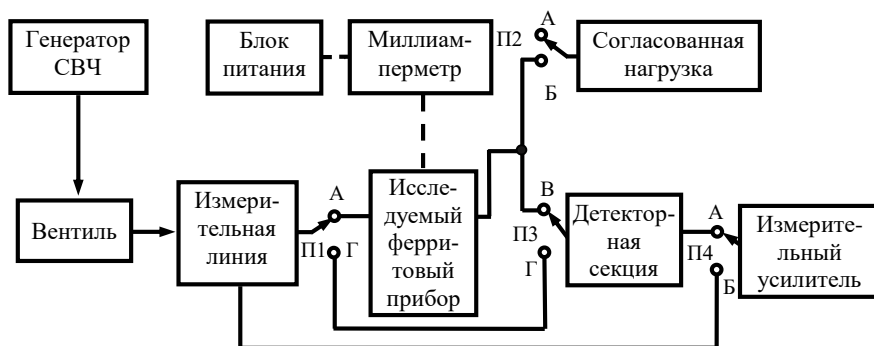 Генератор
СВЧ
Блок
питания
Миллиам-
перметр
П2
А
Б
Согласованная
нагрузка
Вентиль
Измери-
тельная
линия
А
П1
Г
Иссле-
дуемый
ферри-
товый
прибор
В
П3
Г
Детектор-
ная
секция
А
П4
Б
Измерите-
льный
усилитель